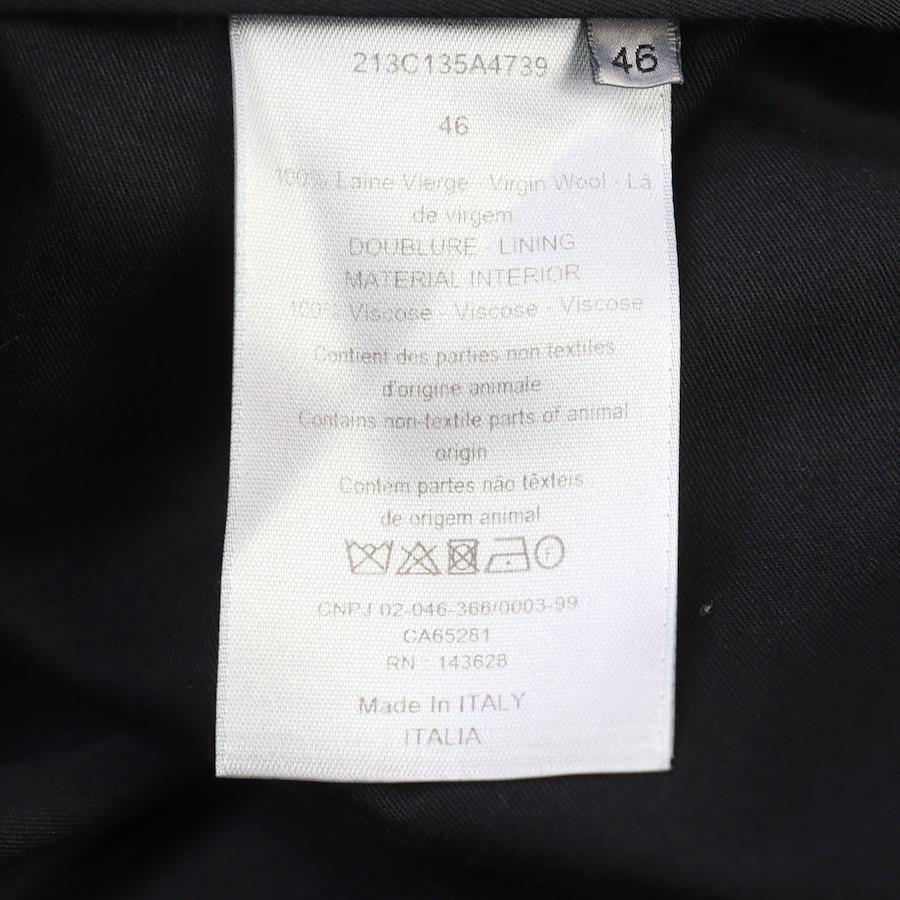 213C135A4739
46
46
100% Laine Vierge - Virgin Wool - Lã
de virgem
DOUBLURE - LINING
MATERIAL INTERIOR
100% Viscose - Viscose - Viscose
Contient des parties non textiles
d'origine animale
Contains non-textile parts of animal
origin
Contem partes não têxteis
de origem animal
F
CNPJ 02-046-366/0003-99
CA65281
RN : 143628
Made In ITALY
ITALIA